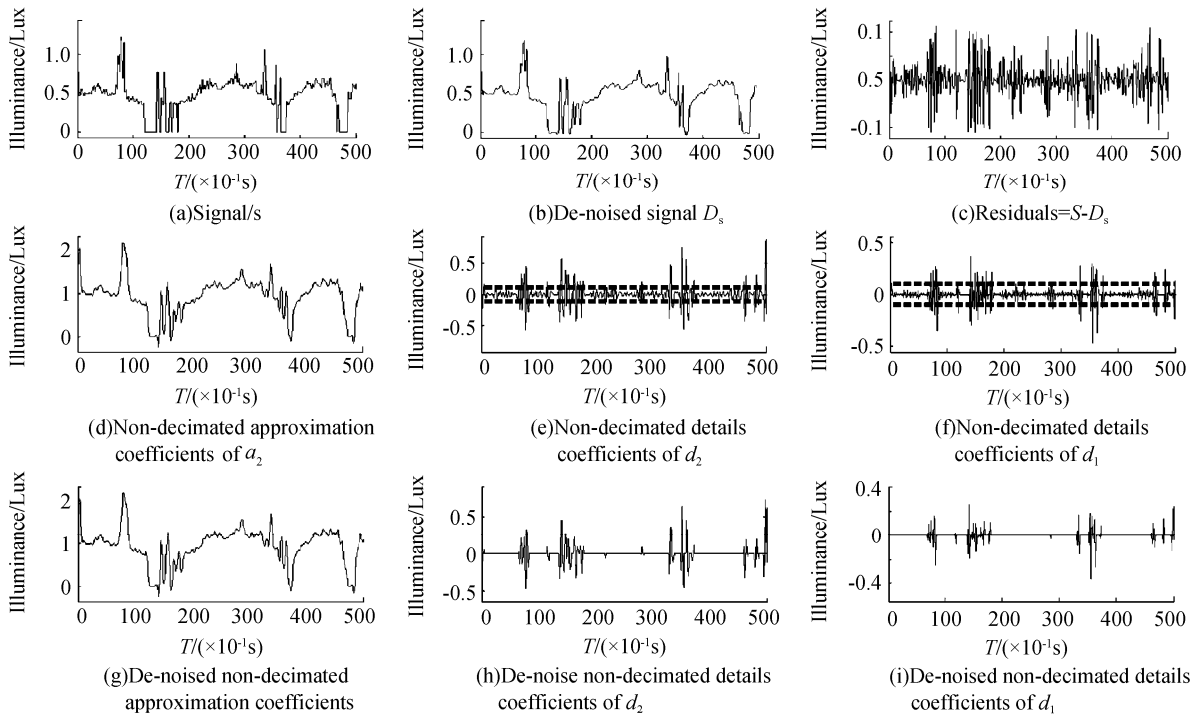 Illuminance/Lux
1.0
0.5
0
0 100 200 300 400 500
T/(×10⁻¹s)
(a)Signal/s
Illuminance/Lux
1.0
0.5
0
0 100 200 300 400 500
T/(×10⁻¹s)
(b)De-noised signal Dₛ
Illuminance/Lux
0.1
0.5
-0.1
0 100 200 300 400 500
T/(×10⁻¹s)
(c)Residuals=S-Dₛ
Illuminance/Lux
2
1
0
0 100 200 300 400 500
T/(×10⁻¹s)
(d)Non-decimated approximation
coefficients of a₂
Illuminance/Lux
0.5
0
-0.5
0 100 200 300 400 500
T/(×10⁻¹s)
(e)Non-decimated details
coefficients of d₂
Illuminance/Lux
0.5
0
-0.5
0 100 200 300 400 500
T/(×10⁻¹s)
(f)Non-decimated details
coefficients of d₁
Illuminance/Lux
2
1
0
0 100 200 300 400 500
T/(×10⁻¹s)
(g)De-noised non-decimated
approximation coefficients
Illuminance/Lux
0.5
0
-0.5
0 100 200 300 400 500
T/(×10⁻¹s)
(h)De-noise non-decimated details
coefficients of d₂
Illuminance/Lux
0.4
0
-0.4
0 100 200 300 400 500
T/(×10⁻¹s)
(i)De-noised non-decimated details
coefficients of d₁